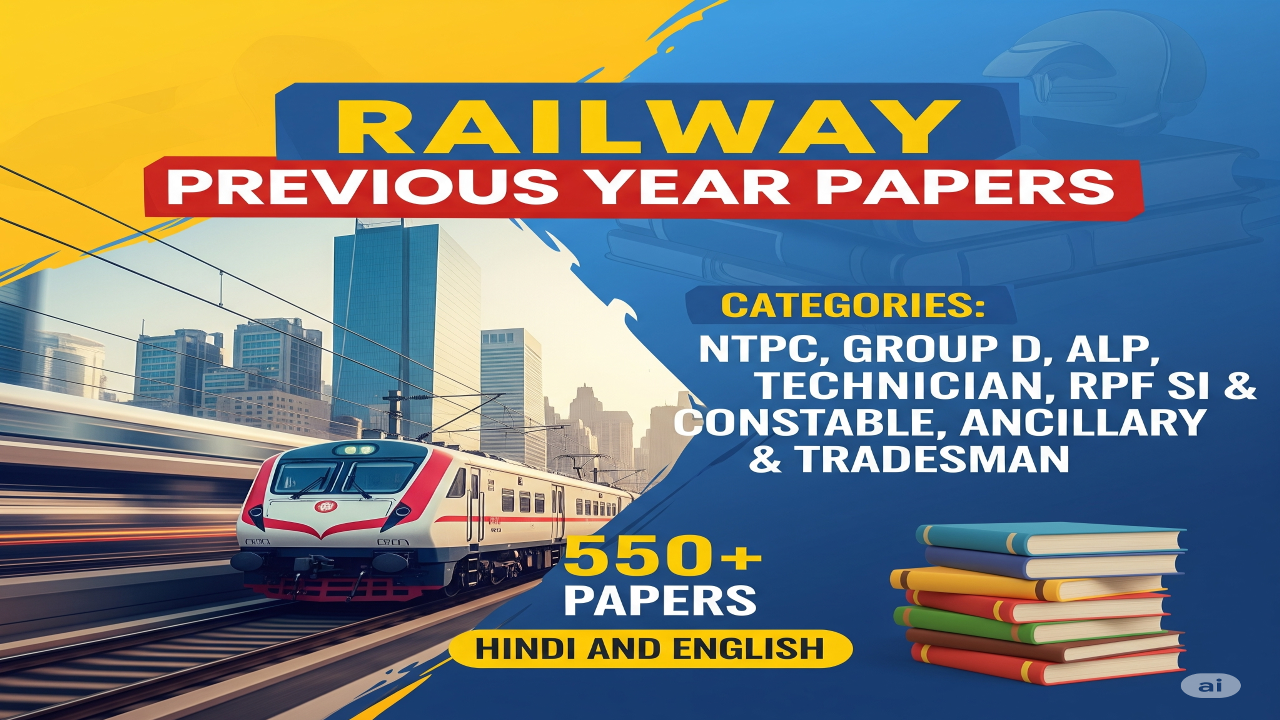 RAILWAY
PREVIOUS YEAR PAPERS
CATEGORIES:
NTPC, GROUP D, ALP,
TECHNICIAN, RPF SI &
CONSTABLE, ANCILLARY
& TRADESMAN
550+
PAPERS
HINDI AND ENGLISH
ai